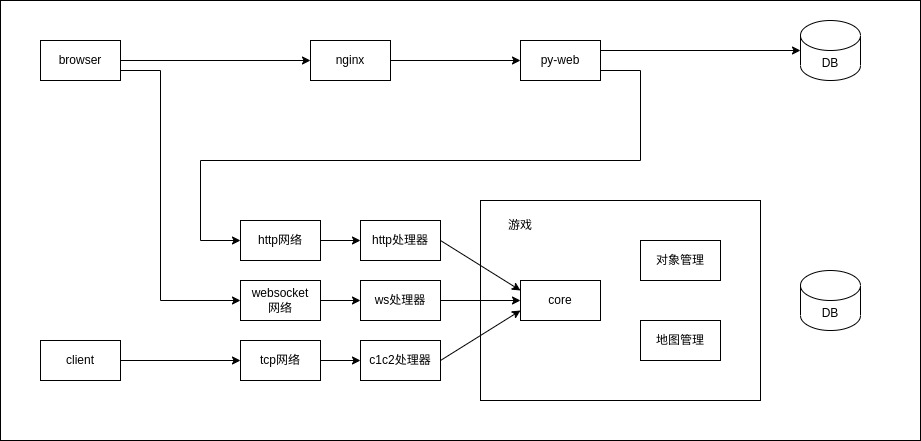 browser
nginx
py-web
DB
游戏
http网络
http处理器
对象管理
websocket
网络
ws处理器
core
DB
client
tcp网络
c1c2处理器
地图管理